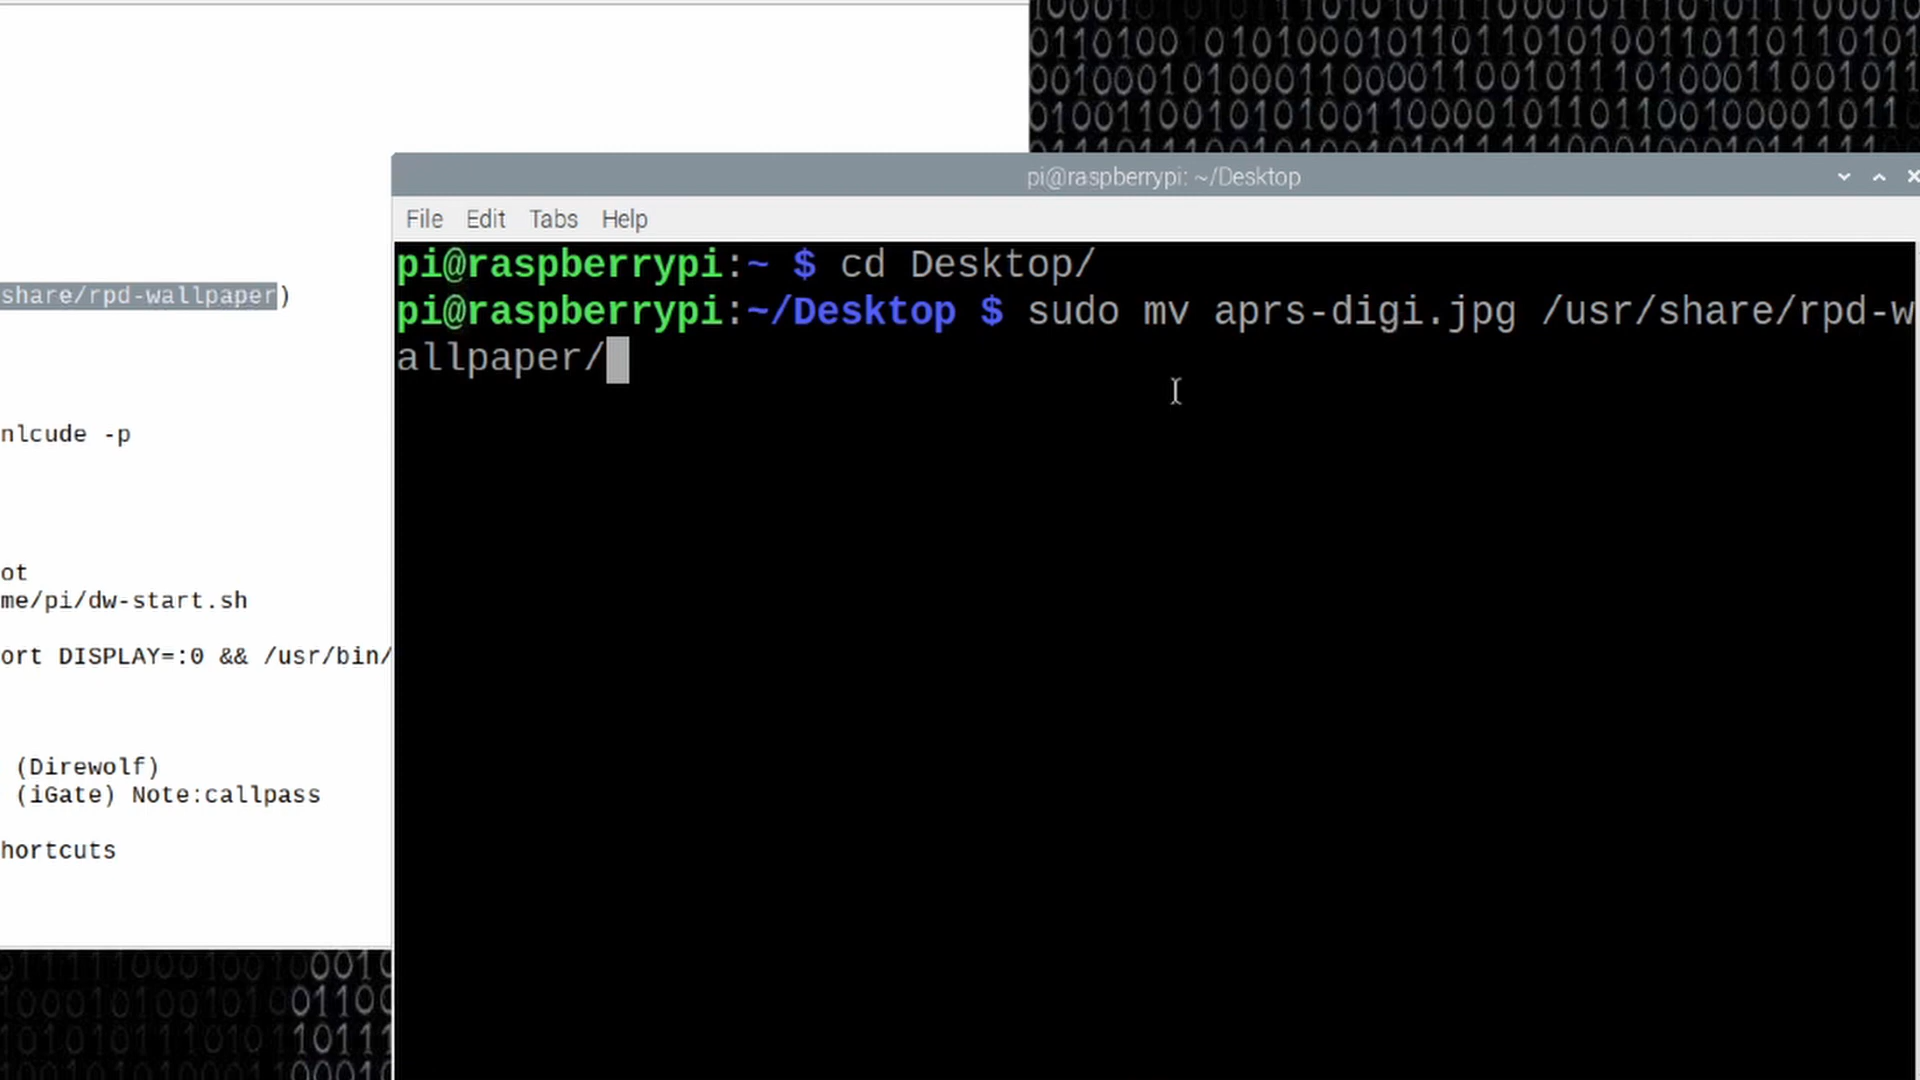 pi@raspberrypi: ~/Desktop
File Edit Tabs Help
pi@raspberrypi:~ $ cd Desktop/
pi@raspberrypi:~/Desktop $ sudo mv aprs-digi.jpg /usr/share/rpd-w
allpaper/
share/rpd-wallpaper)
nlcude -p
ot
me/pi/dw-start.sh
ort DISPLAY=:0 && /usr/bin/
(Direwolf)
(iGate) Note:callpass
hortcuts